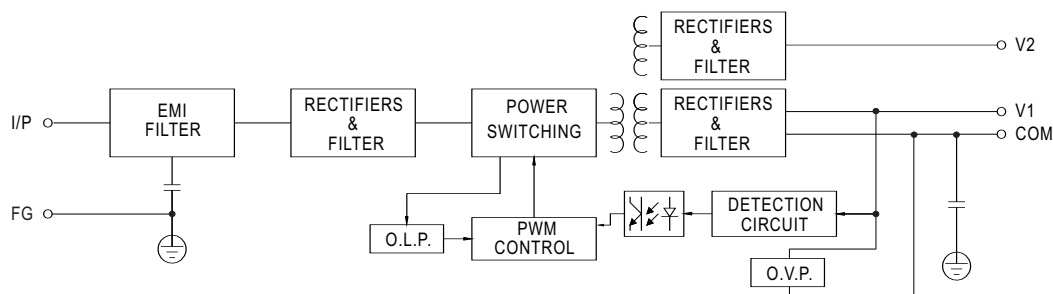 RECTIFIERS
&
FILTER
V2
I/P
EMI
FILTER
RECTIFIERS
&
FILTER
POWER
SWITCHING
RECTIFIERS
&
FILTER
V1
COM
FG
O.L.P.
PWM
CONTROL
DETECTION
CIRCUIT
O.V.P.